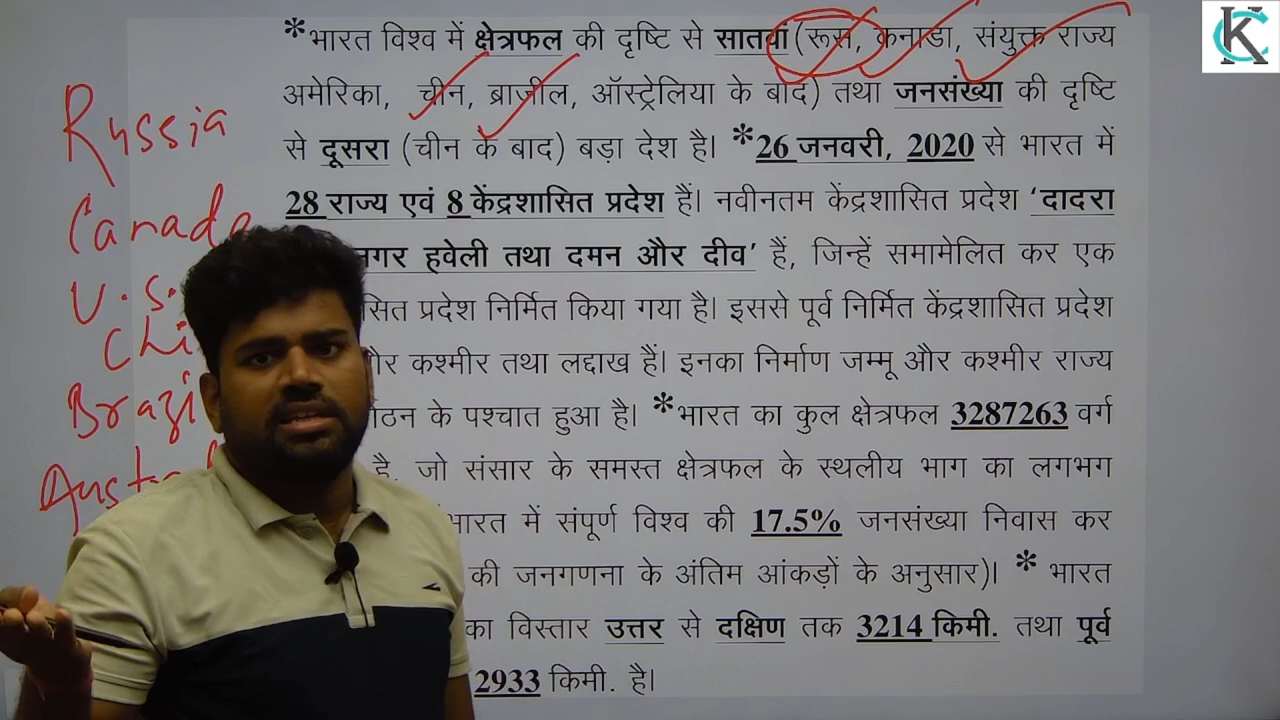 *भारत विश्व में क्षेत्रफल की दृष्टि से सातवां (रूस, कनाडा, संयुक्त राज्य
अमेरिका, चीन, ब्राजील, ऑस्ट्रेलिया के बाद) तथा जनसंख्या की दृष्टि
से दूसरा (चीन के बाद) बड़ा देश है। *26 जनवरी, 2020 से भारत में
28 राज्य एवं 8 केंद्रशासित प्रदेश हैं। नवीनतम केंद्रशासित प्रदेश ‘दादरा
नगर हवेली तथा दमन और दीव’ हैं, जिन्हें समामेलित कर एक
प्रदेश निर्मित किया गया है। इससे पूर्व निर्मित केंद्रशासित प्रदेश
कश्मीर तथा लद्दाख हैं। इनका निर्माण जम्मू और कश्मीर राज्य
के पश्चात हुआ है। *भारत का कुल क्षेत्रफल 3287263 वर्ग
है, जो संसार के समस्त क्षेत्रफल के स्थलीय भाग का लगभग
भारत में संपूर्ण विश्व की 17.5% जनसंख्या निवास कर
की जनगणना के अंतिम आंकड़ों के अनुसार)। * भारत
का विस्तार उत्तर से दक्षिण तक 3214 किमी. तथा पूर्व
2933 किमी. है।
Russia
Canada
U.S.
Chi
Brazi
Aust
KC